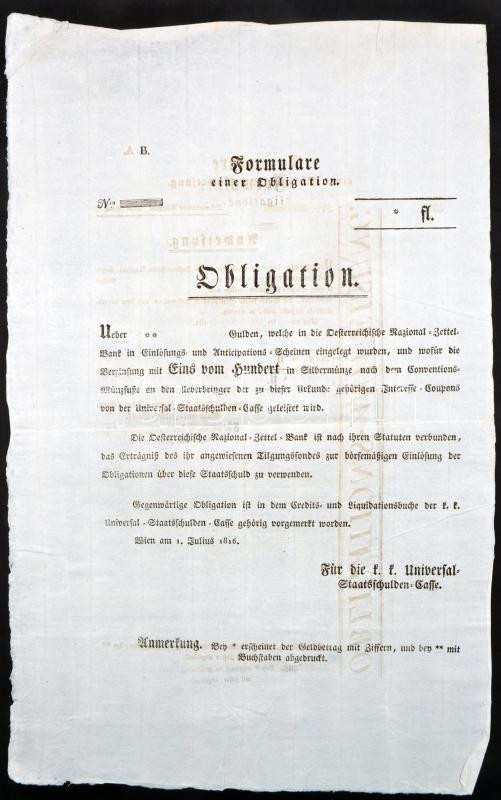 B.
Formulare
einer Obligation.
Nro
* fl.
Obligation.
Ueber ** Gulden, welche in die Oesterreichische Nazional-Zettel-
Bank in Einlösungs- und Anticipations-Scheinen eingelegt wurden, und wofür die
Verzinsung mit Eins vom Hundert in Silbermünze nach dem Conventions-
Münzfuße an den Ueberbringer der zu dieser Urkunde gehörigen Interesse-Coupons
von der Universal-Staatsschulden-Casse geleistet wird.
Die Oesterreichische Nazional-Zettel-Bank ist nach ihren Statuten verbunden,
das Erträgniß des ihr angewiesenen Tilgungsfondes zur börsemäßigen Einlösung der
Obligationen über diese Staatsschuld zu verwenden.
Gegenwärtige Obligation ist in dem Credits- und Liquidationsbuche der k. k.
Universal-Staatsschulden-Casse gehörig vorgemerkt worden.
Wien am 1. Julius 1816.
Für die k. k. Universal-
Staatsschulden-Casse.
Anmerkung. Bey * erscheinet der Geldbetrag mit Ziffern, und bey ** mit
Buchstaben abgedruckt.